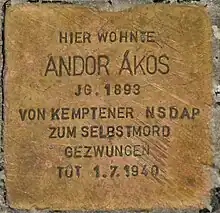 HIER WOHNTE
ANDOR ÁKOS
JG. 1893
VON KEMPTENER NSDAP
ZUM SELBSTMORD
GEZWUNGEN
TOT 1.7.1940